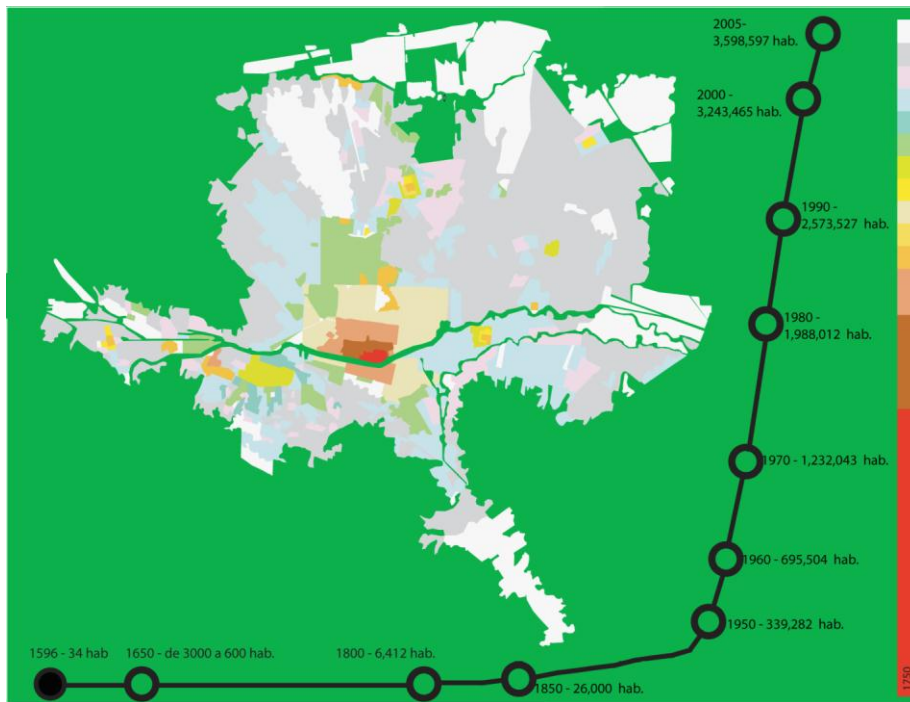 2005-
3,598,597 hab.
2000 -
3,243,465 hab.
1990 -
2,573,527 hab.
1980 -
1,988,012 hab.
1970 - 1,232,043 hab.
1960 - 695,504 hab.
1950 - 339,282 hab.
1596 - 34 hab
1650 - de 3000 a 600 hab.
1800 - 6,412 hab.
1850 - 26,000 hab.
1750